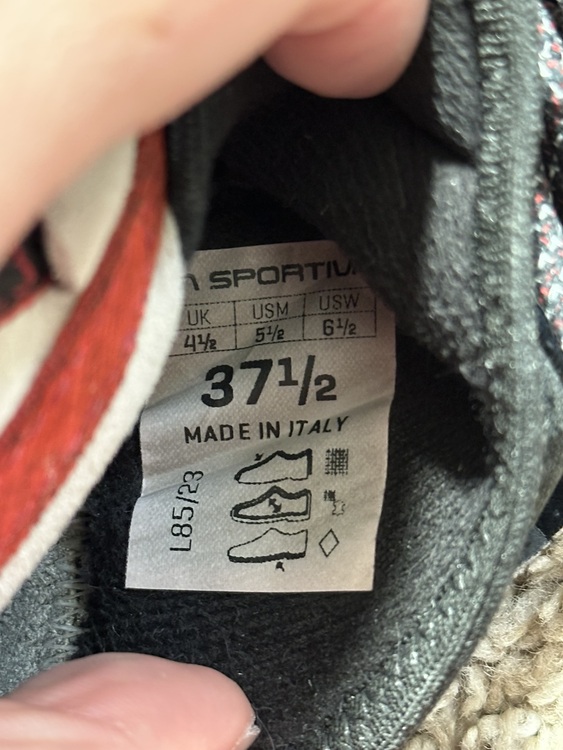 SPORTIV
UK USM USW
4½ 5½ 6½
37½
MADE IN ITALY
L85/23